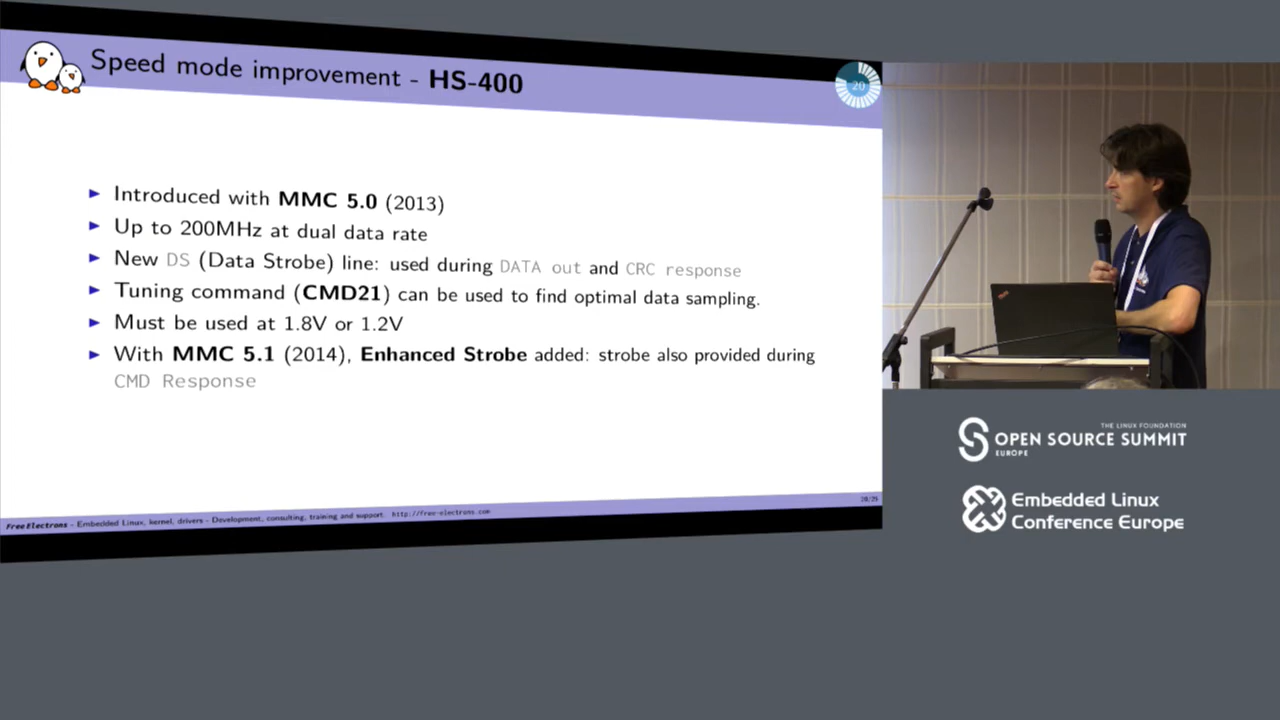 Speed mode improvement - HS-400
20
▶ Introduced with MMC 5.0 (2013)
▶ Up to 200MHz at dual data rate
▶ New DS (Data Strobe) line: used during DATA out and CRC response
▶ Tuning command (CMD21) can be used to find optimal data sampling.
▶ Must be used at 1.8V or 1.2V
▶ With MMC 5.1 (2014), Enhanced Strobe added: strobe also provided during
CMD Response
Free Electrons - Embedded Linux, kernel, drivers - Development, consulting, training and support. http://free-electrons.com
20/25
THE LINUX FOUNDATION
OPEN SOURCE SUMMIT
EUROPE
Embedded Linux
Conference Europe